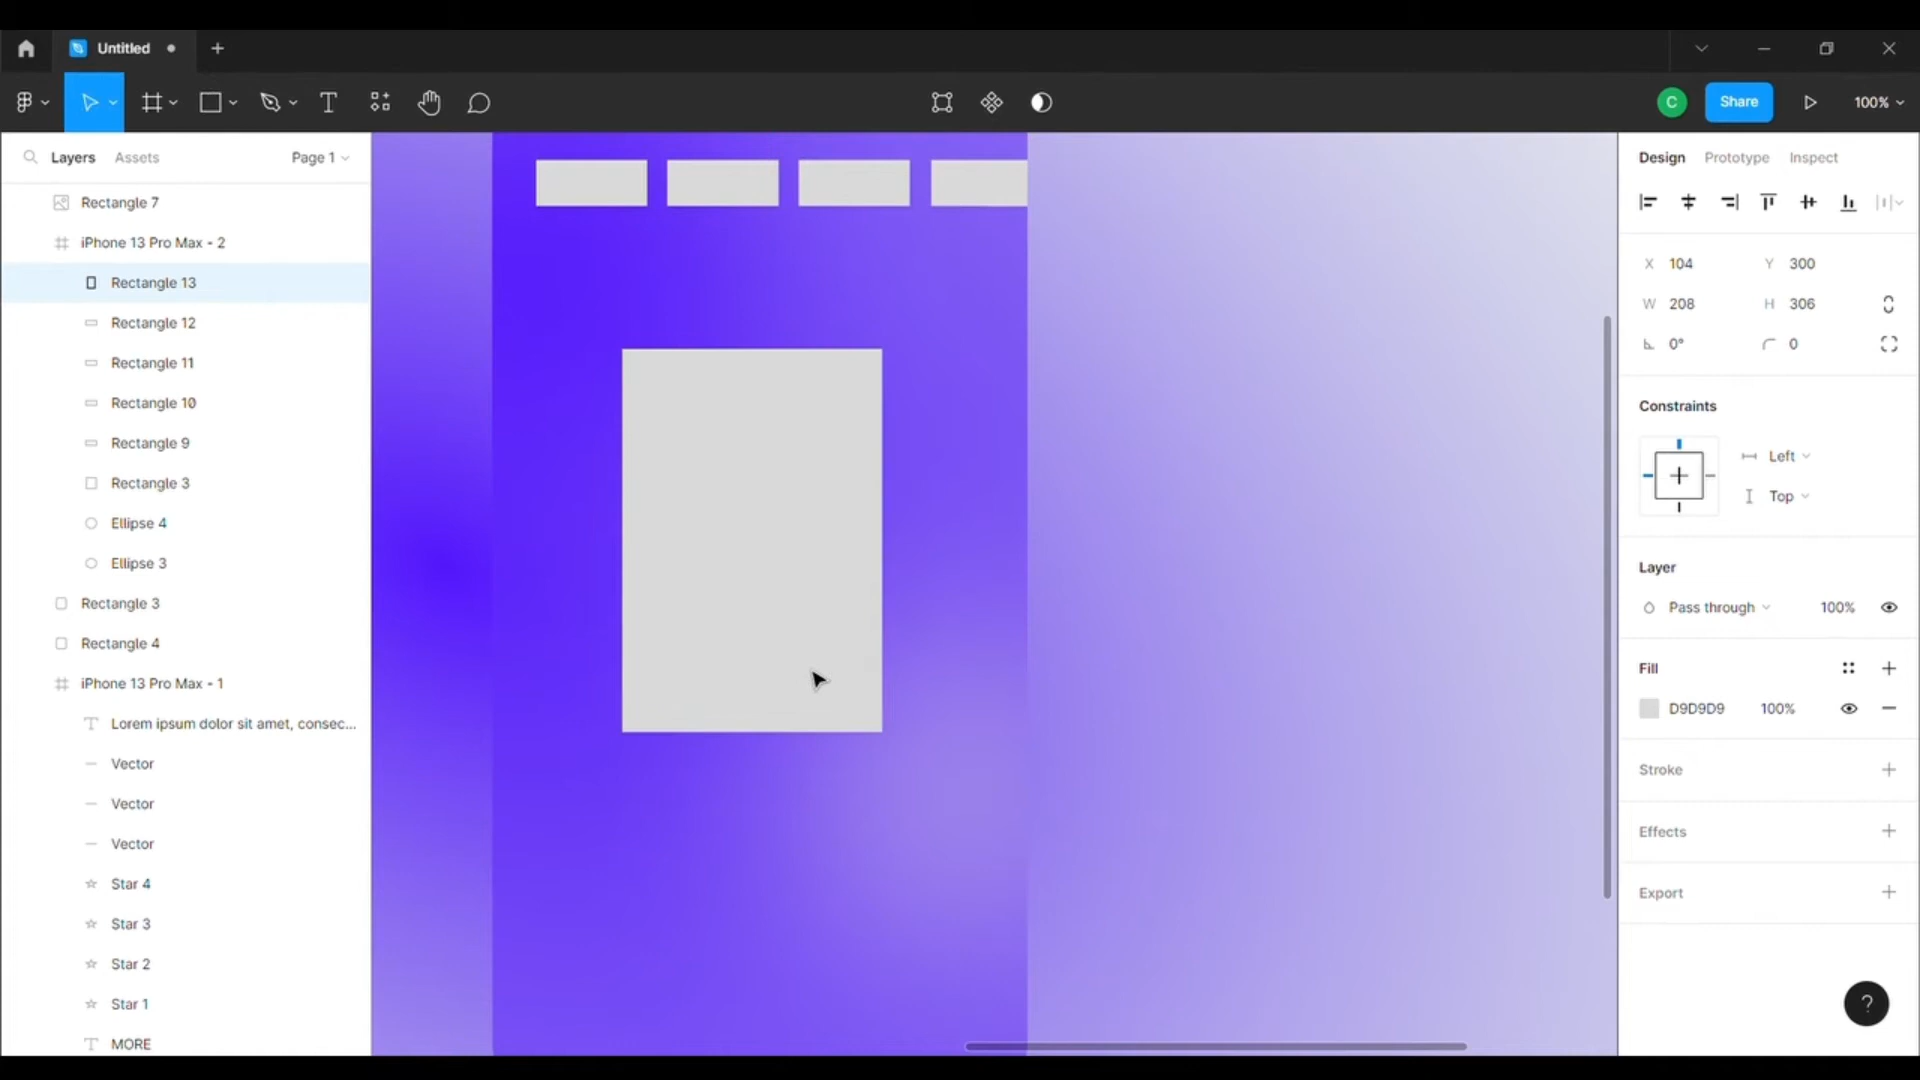 Untitled
C
Share
100%
Layers
Assets
Page 1
Design
Prototype
Inspect
Rectangle 7
iPhone 13 Pro Max - 2
Rectangle 13
Rectangle 12
Rectangle 11
Rectangle 10
Rectangle 9
Rectangle 3
Ellipse 4
Ellipse 3
Rectangle 3
Rectangle 4
iPhone 13 Pro Max - 1
Lorem ipsum dolor sit amet, consec...
Vector
Vector
Vector
Star 4
Star 3
Star 2
Star 1
MORE
X 104 Y 300
W 208 H 306
0° 0
Constraints
Left
Top
Layer
Pass through 100%
Fill
D9D9D9 100%
Stroke
Effects
Export
?